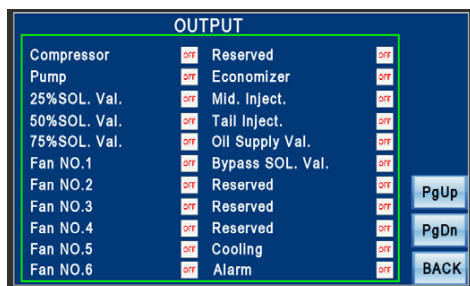 OUTPUT
Compressor OFF Reserved OFF
Pump OFF Economizer OFF
25%SOL. Val. OFF Mid. Inject. OFF
50%SOL. Val. OFF Tail Inject. OFF
75%SOL. Val. OFF Oil Supply Val. OFF
Fan NO.1 OFF Bypass SOL. Val. OFF
Fan NO.2 OFF Reserved OFF
Fan NO.3 OFF Reserved OFF
Fan NO.4 OFF Reserved OFF
Fan NO.5 OFF Cooling OFF
Fan NO.6 OFF Alarm OFF
PgUp
PgDn
BACK